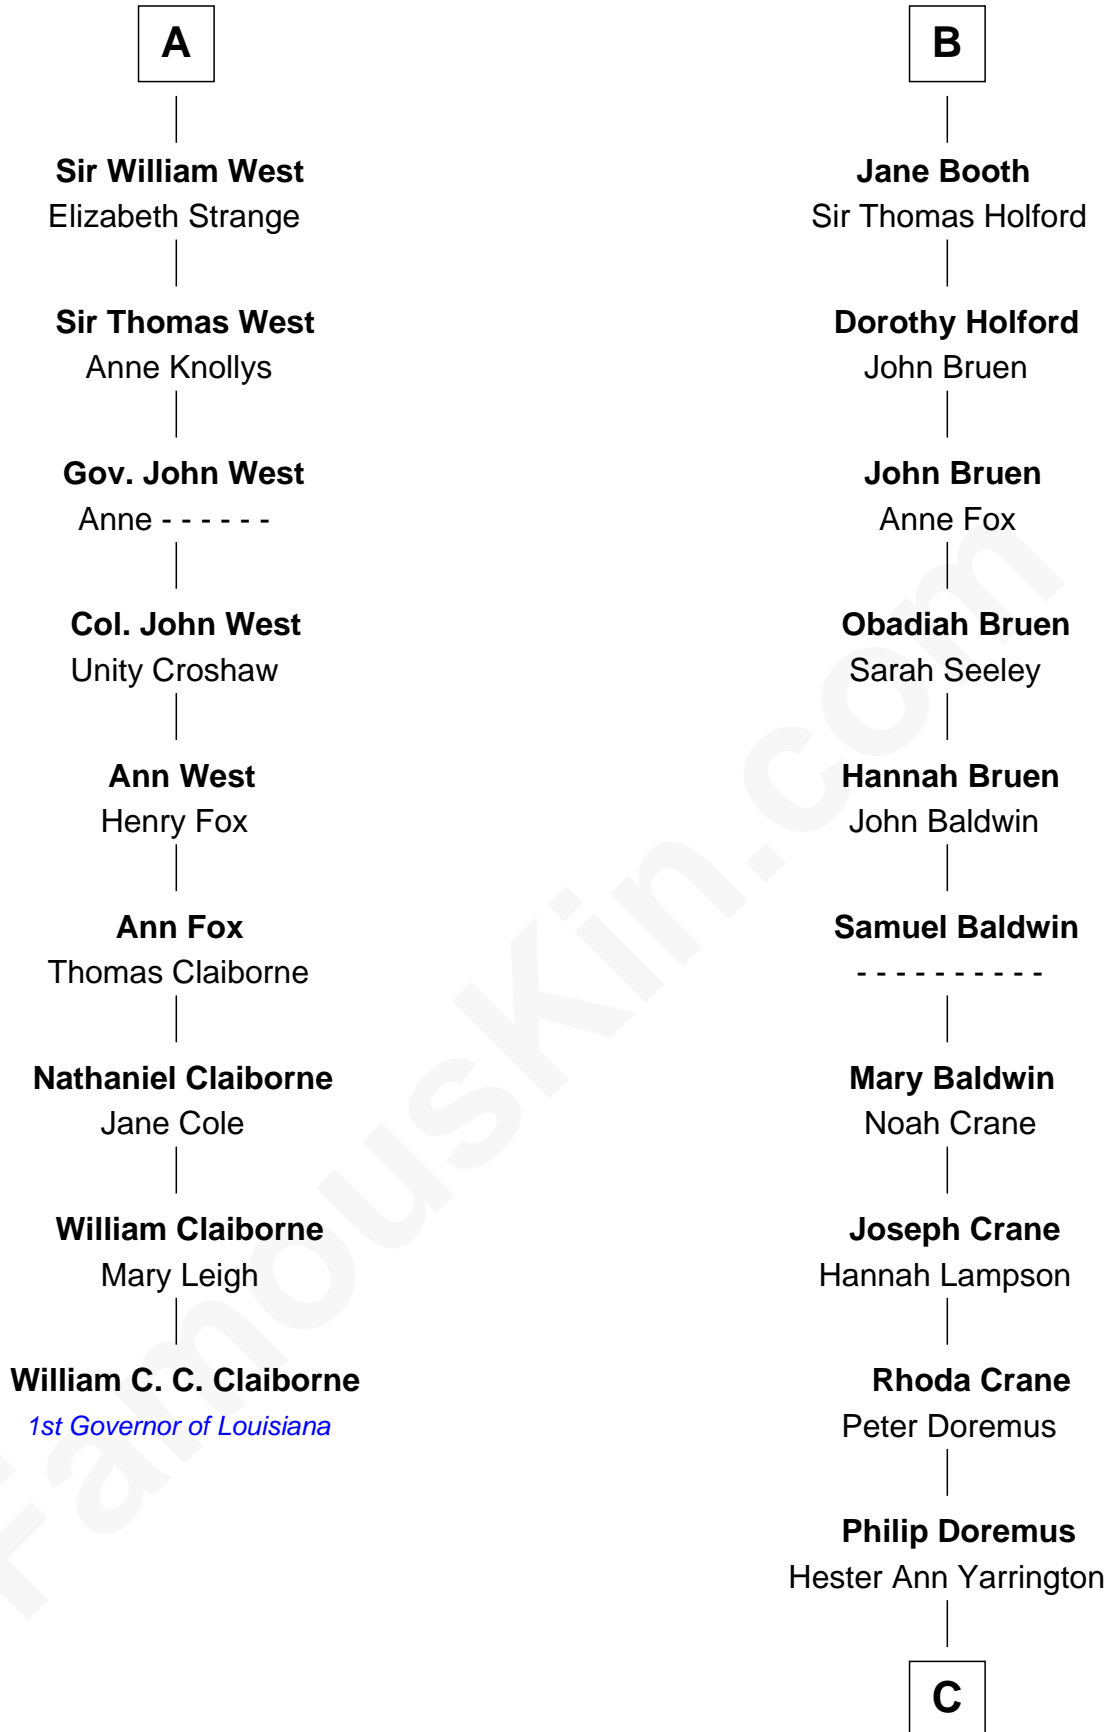 A
Sir William West
Elizabeth Strange
Sir Thomas West
Anne Knollys
Gov. John West
Anne - - - - - -
Col. John West
Unity Croshaw
Ann West
Henry Fox
Ann Fox
Thomas Claiborne
Nathaniel Claiborne
Jane Cole
William Claiborne
Mary Leigh
William C. C. Claiborne
1st Governor of Louisiana
B
Jane Booth
Sir Thomas Holford
Dorothy Holford
John Bruen
John Bruen
Anne Fox
Obadiah Bruen
Sarah Seeley
Hannah Bruen
John Baldwin
Samuel Baldwin
- - - - - - - - - -
Mary Baldwin
Noah Crane
Joseph Crane
Hannah Lampson
Rhoda Crane
Peter Doremus
Philip Doremus
Hester Ann Yarrington
C
FamousKin.com